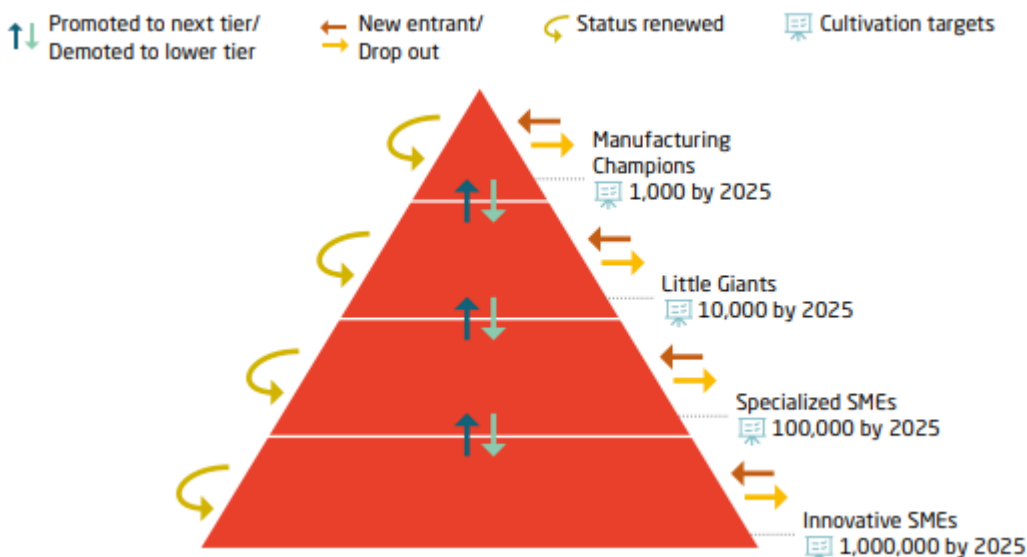 Promoted to next tier/
Demoted to lower tier
New entrant/
Drop out
Status renewed
Cultivation targets
Manufacturing
Champions
1,000 by 2025
Little Giants
10,000 by 2025
Specialized SMEs
100,000 by 2025
Innovative SMEs
1,000,000 by 2025